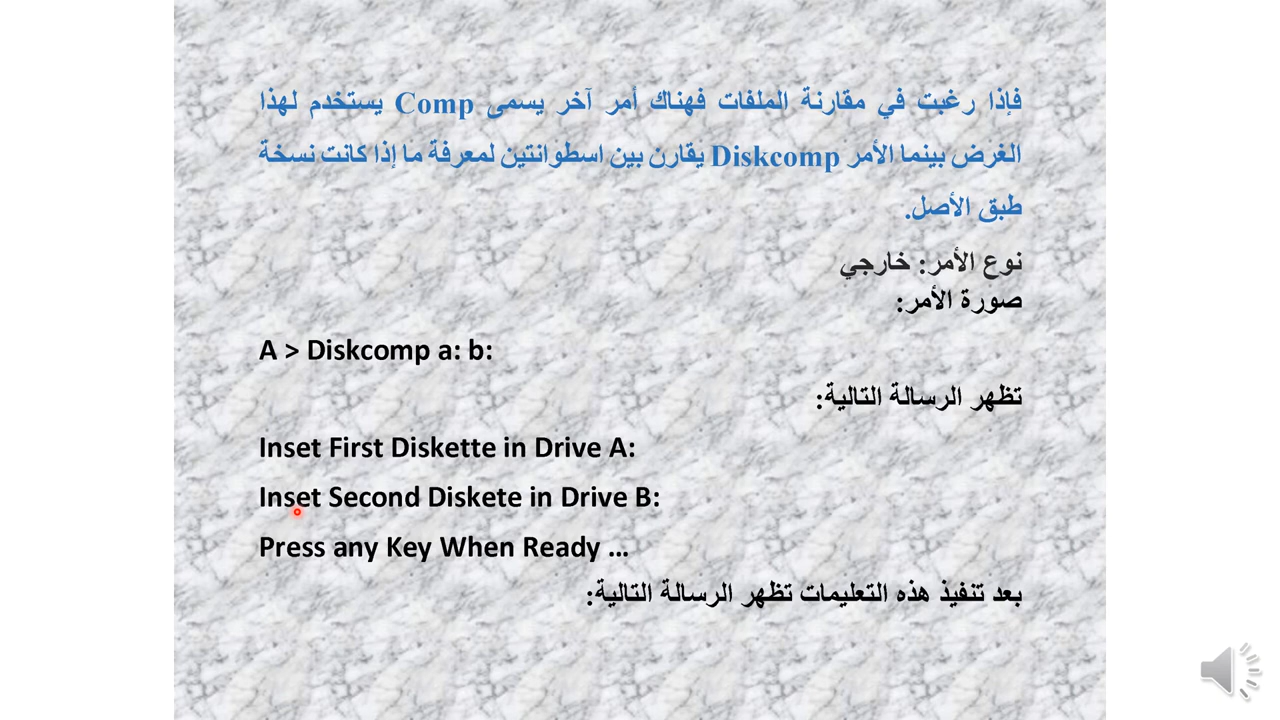 فإذا رغبت في مقارنة الملفات فهناك أمر آخر يسمى Comp يستخدم لهذا
الغرض بينما الأمر Diskcomp يقارن بين اسطوانتين لمعرفة ما إذا كانت نسخة
طبق الأصل.
نوع الأمر: خارجي
صورة الأمر:
A > Diskcomp a: b:
تظهر الرسالة التالية:
Inset First Diskette in Drive A:
Inset Second Diskete in Drive B:
Press any Key When Ready ...
بعد تنفيذ هذه التعليمات تظهر الرسالة التالية: